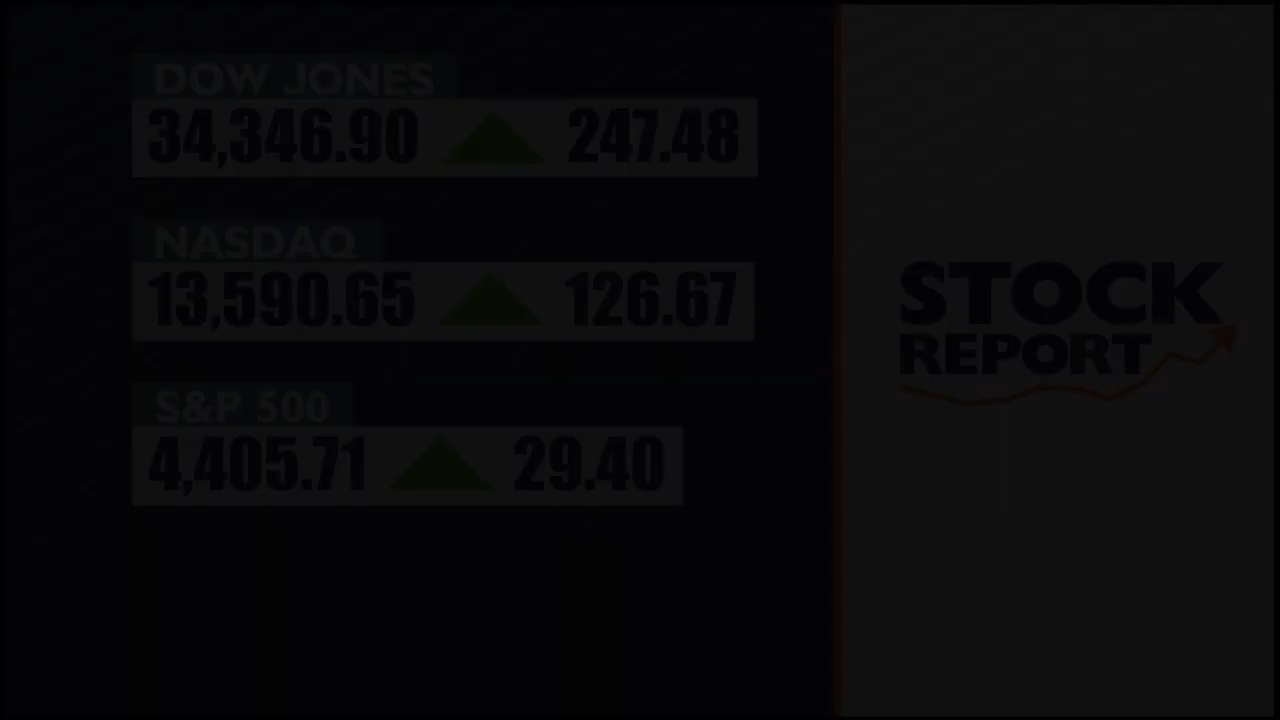 DOW JONES
34,346.90 247.48
NASDAQ
13,590.65 126.67
S&P 500
4,405.71 29.40
STOCK
REPORT